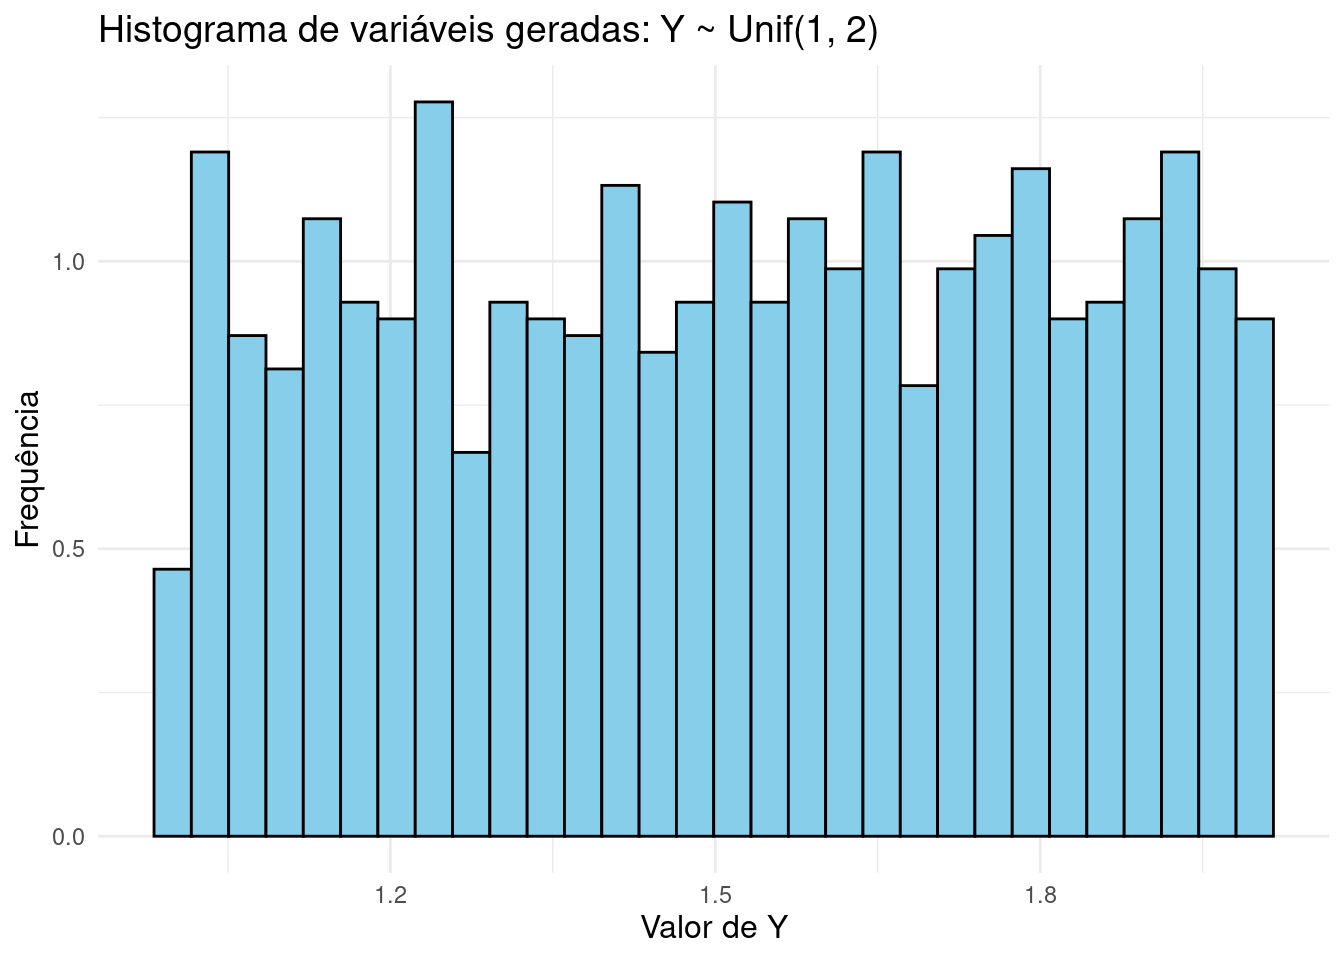 Histograma de variáveis geradas: Y ~ Unif(1, 2)
1.0
0.5
0.0
Frequência
1.2 1.5 1.8
Valor de Y